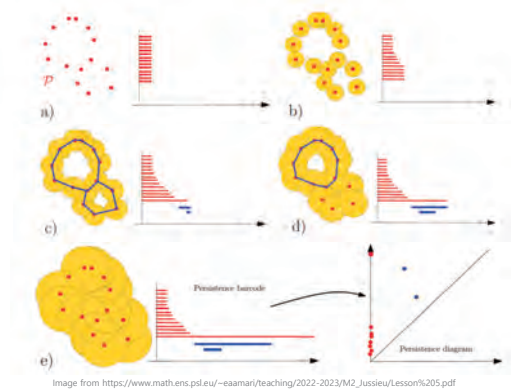 P
a)
b)
c)
d)
e)
Persistence barcode
Persistence diagram
Image from https://www.math.ens.psl.eu/~eaamari/teaching/2022-2023/M2_Jussieu/Lesson%205.pdf